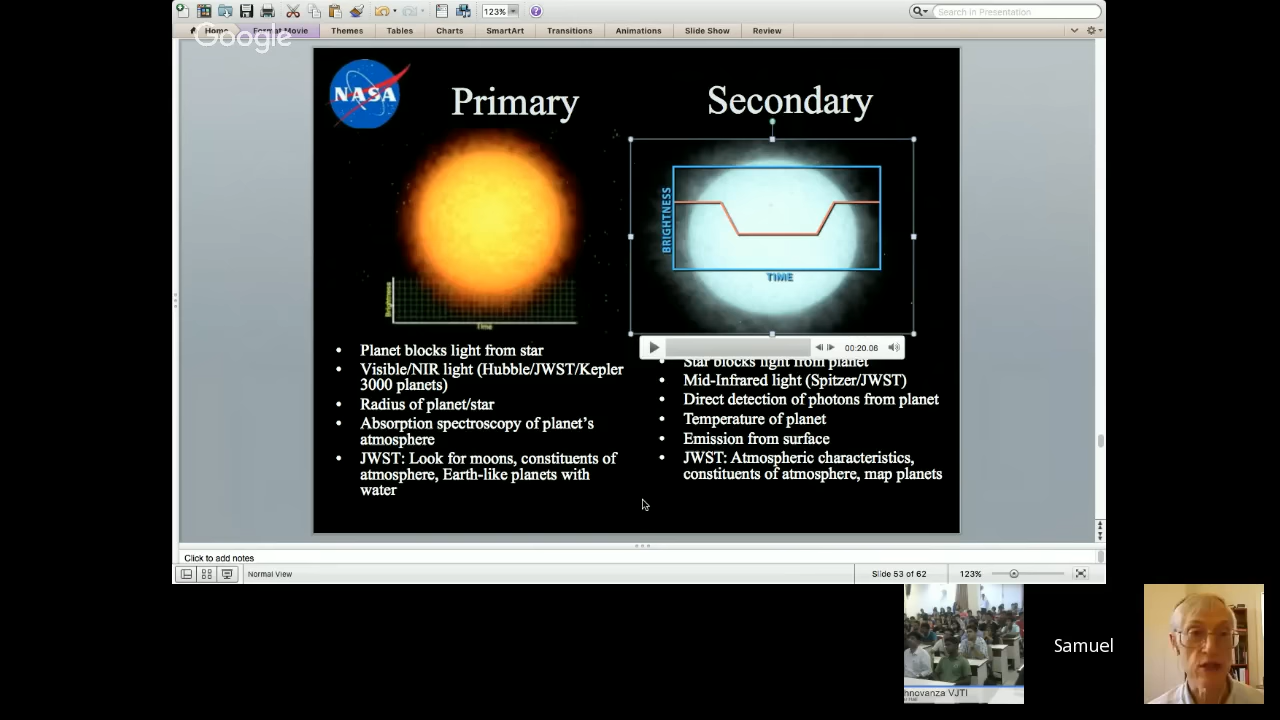 123%
Search in Presentation
Home
Format Movie
Themes
Tables
Charts
SmartArt
Transitions
Animations
Slide Show
Review
Google
NASA
Primary
Secondary
BRIGHTNESS
TIME
Brightness
Time
• Planet blocks light from star
• Visible/NIR light (Hubble/JWST/Kepler
3000 planets)
• Radius of planet/star
• Absorption spectroscopy of planet's
atmosphere
• JWST: Look for moons, constituents of
atmosphere, Earth-like planets with
water
00:20.06
• Star blocks light from planet
• Mid-Infrared light (Spitzer/JWST)
• Direct detection of photons from planet
• Temperature of planet
• Emission from surface
• JWST: Atmospheric characteristics,
constituents of atmosphere, map planets
Click to add notes
Normal View
Slide 53 of 62
123%
hnovanza VJTI
Samuel